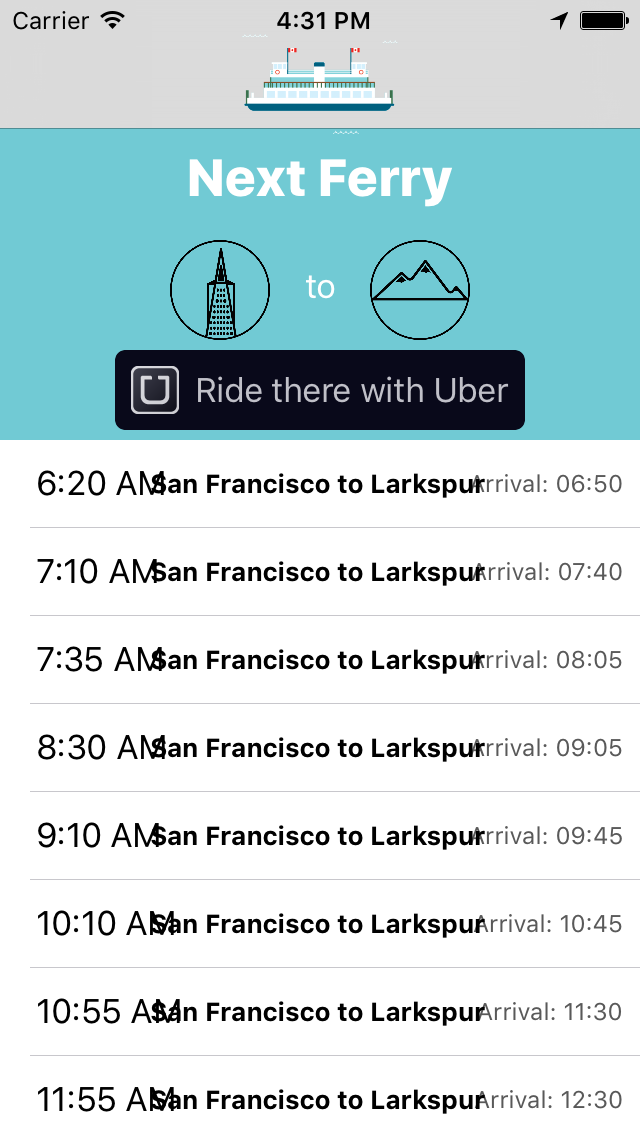 Carrier 4:31 PM
Next Ferry
to
Ride there with Uber
6:20 AM San Francisco to Larkspur Arrival: 06:50
7:10 AM San Francisco to Larkspur Arrival: 07:40
7:35 AM San Francisco to Larkspur Arrival: 08:05
8:30 AM San Francisco to Larkspur Arrival: 09:05
9:10 AM San Francisco to Larkspur Arrival: 09:45
10:10 AM San Francisco to Larkspur Arrival: 10:45
10:55 AM San Francisco to Larkspur Arrival: 11:30
11:55 AM San Francisco to Larkspur Arrival: 12:30